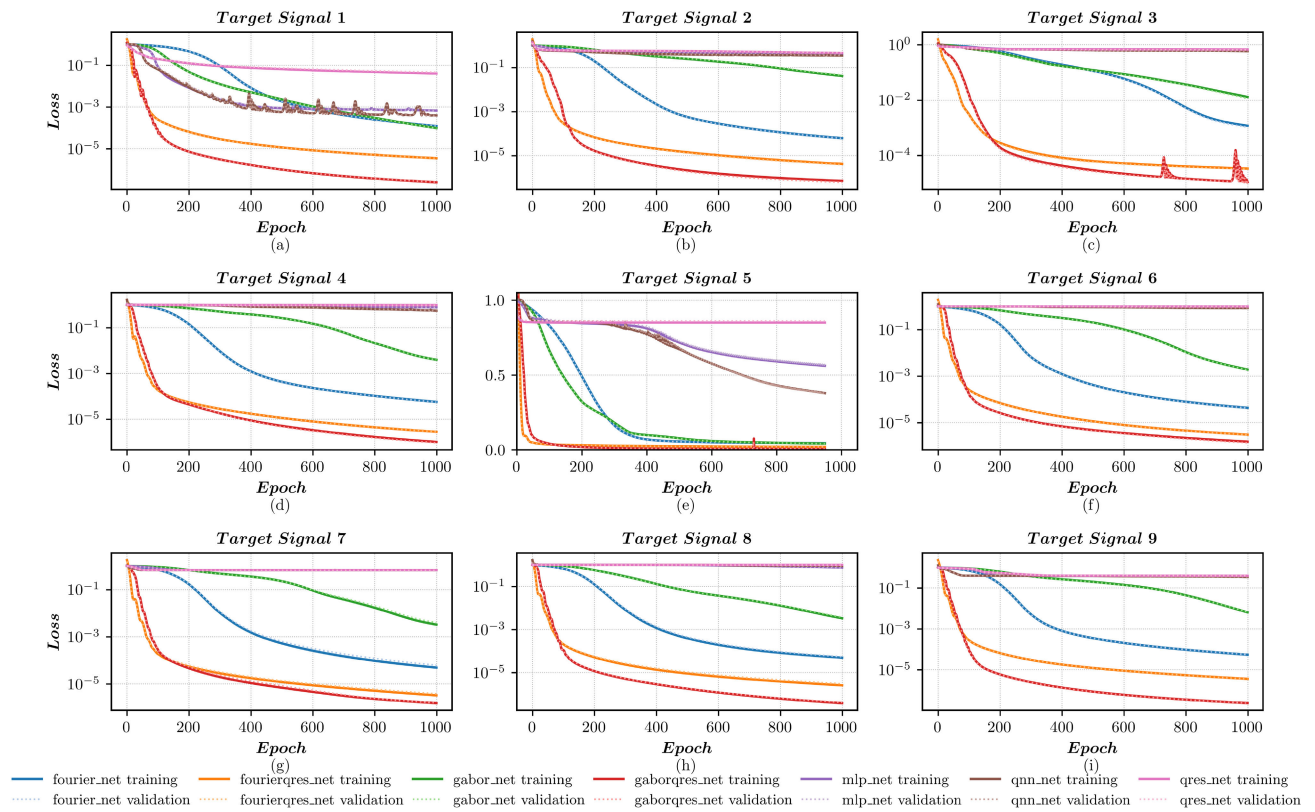 Target Signal 1
Target Signal 2
Target Signal 3
Loss
10⁻¹
10⁻³
10⁻⁵
10⁻¹
10⁻³
10⁻⁵
10⁰
10⁻²
10⁻⁴
0 200 400 600 800 1000
0 200 400 600 800 1000
0 200 400 600 800 1000
Epoch
Epoch
Epoch
(a)
(b)
(c)
Target Signal 4
Target Signal 5
Target Signal 6
Loss
10⁻¹
10⁻³
10⁻⁵
1.0
0.5
0.0
10⁻¹
10⁻³
10⁻⁵
0 200 400 600 800 1000
0 200 400 600 800 1000
0 200 400 600 800 1000
Epoch
Epoch
Epoch
(d)
(e)
(f)
Target Signal 7
Target Signal 8
Target Signal 9
Loss
10⁻¹
10⁻³
10⁻⁵
10⁻¹
10⁻³
10⁻⁵
10⁻¹
10⁻³
10⁻⁵
0 200 400 600 800 1000
0 200 400 600 800 1000
0 200 400 600 800 1000
Epoch
Epoch
Epoch
(g)
(h)
(i)
fourier_net training fourierqres_net training gabor_net training gaborqres_net training mlp_net training qnn_net training qres_net training
fourier_net validation fourierqres_net validation gabor_net validation gaborqres_net validation mlp_net validation qnn_net validation qres_net validation